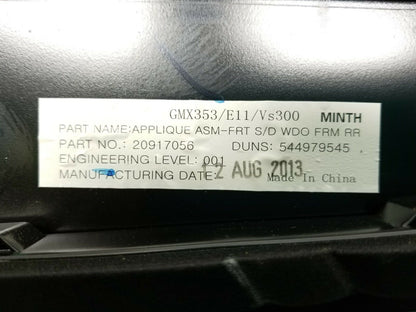 GMX353/E11/Vs300 MINTH
PART NAME:APPLIQUE ASM-FRT S/D WDO FRM RR
PART NO.: 20917056 DUNS: 544979545
ENGINEERING LEVEL: 001
MANUFACTURING DATE: 12 AUG 2013 Made In China